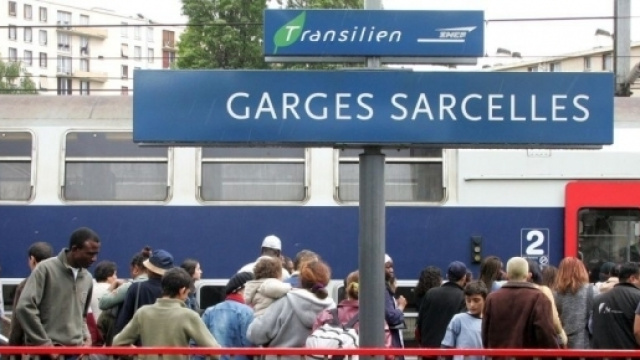 Transilien SNCF
GARGES SARCELLES
2